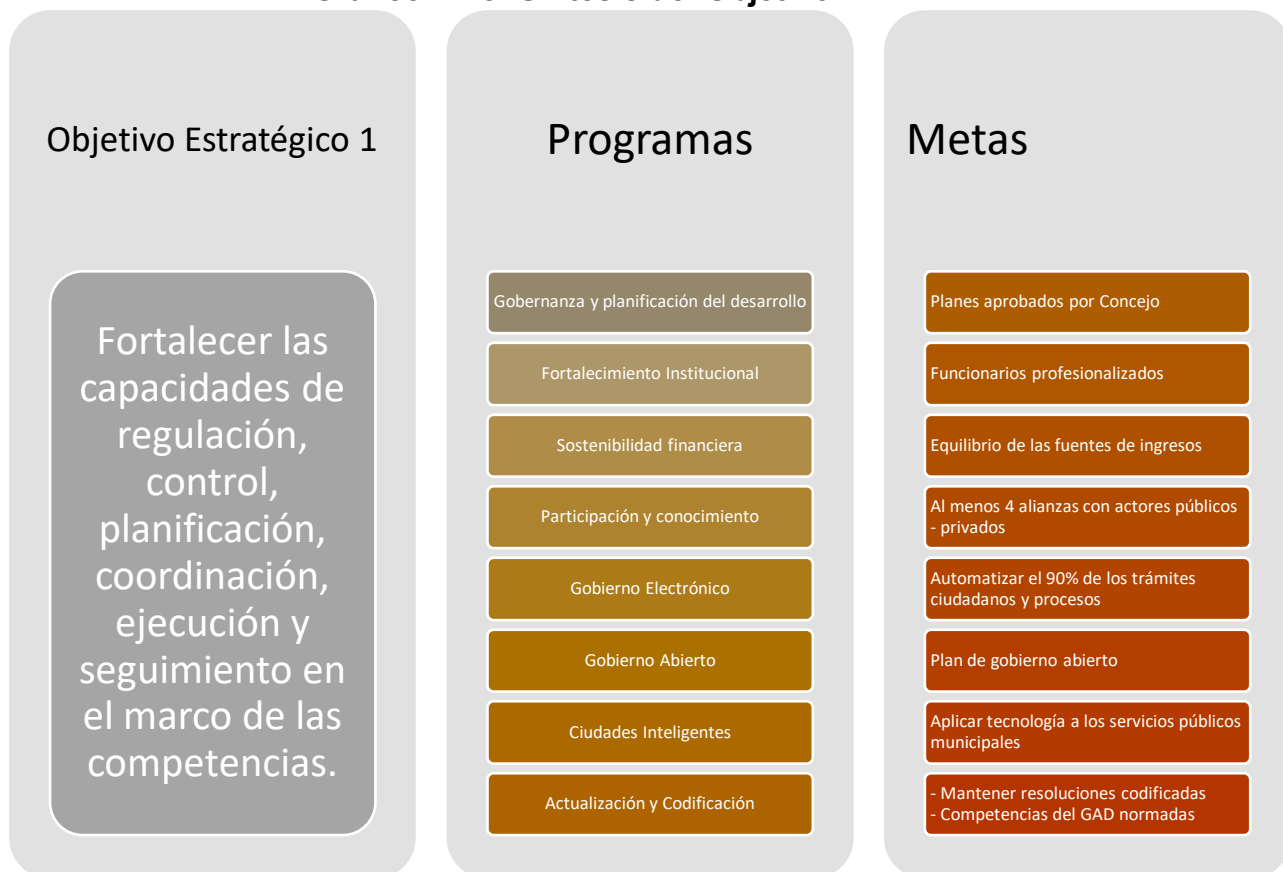 Objetivo Estratégico 1
Fortalecer las
capacidades de
regulación,
control,
planificación,
coordinación,
ejecución y
seguimiento en
el marco de las
competencias.
Programas
Gobernanza y planificación del desarrollo
Fortalecimiento Institucional
Sostenibilidad financiera
Participación y conocimiento
Gobierno Electrónico
Gobierno Abierto
Ciudades Inteligentes
Actualización y Codificación
Metas
Planes aprobados por Concejo
Funcionarios profesionalizados
Equilibrio de las fuentes de ingresos
Al menos 4 alianzas con actores públicos
- privados
Automatizar el 90% de los trámites
ciudadanos y procesos
Plan de gobierno abierto
Aplicar tecnología a los servicios públicos
municipales
- Mantener resoluciones codificadas
- Competencias del GAD normadas